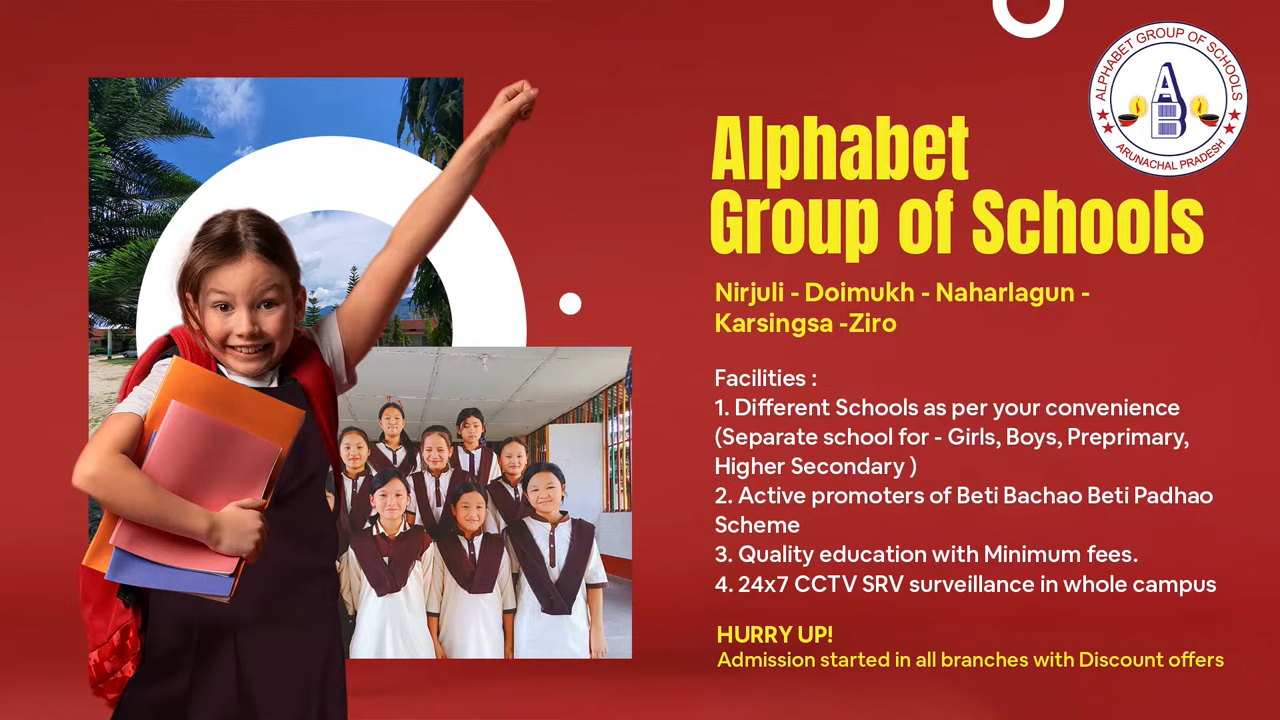 ALPHABET GROUP OF SCHOOLS
AB
ARUNACHAL PRADESH
Alphabet
Group of Schools
Nirjuli - Doimukh - Naharlagun -
Karsingsa -Ziro
Facilities :
1. Different Schools as per your convenience
(Separate school for - Girls, Boys, Preprimary,
Higher Secondary )
2. Active promoters of Beti Bachao Beti Padhao
Scheme
3. Quality education with Minimum fees.
4. 24x7 CCTV SRV surveillance in whole campus
HURRY UP!
Admission started in all branches with Discount offers